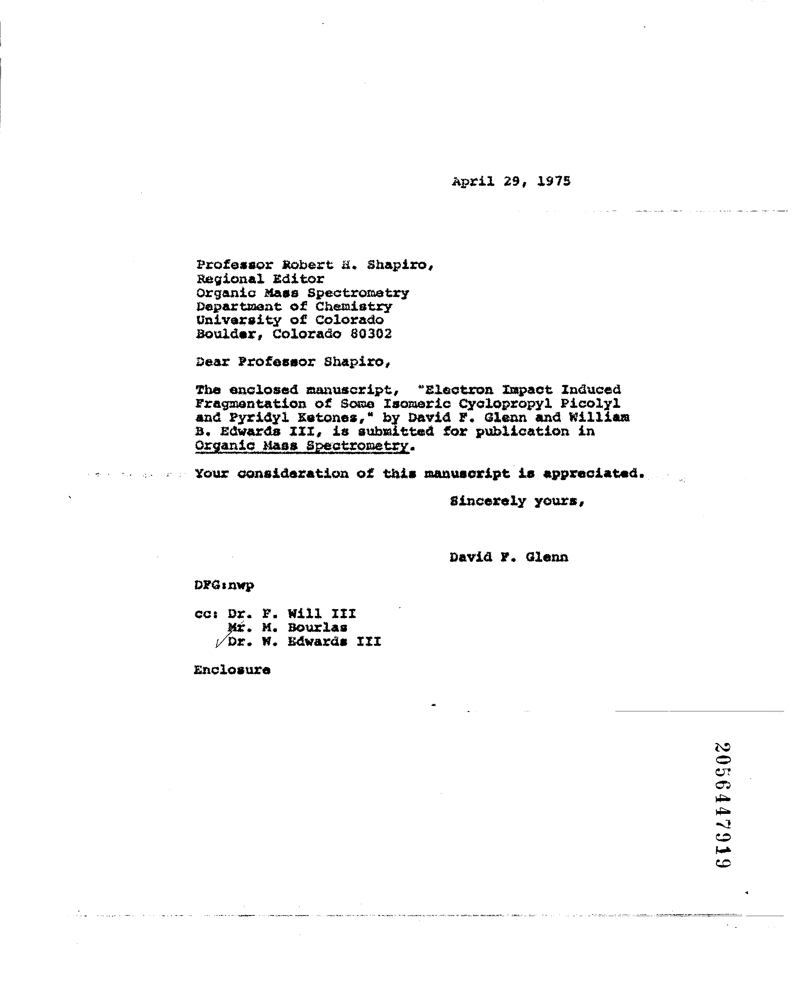 April 29, 1975
Professor Robert H. Shapiro,
Regional Editor
Organic Mass Spectrometry
Department of Chemistry
University of Colorado
Boulder, Colorado 80302
Dear Professor Shapiro,
The enclosed manuscript, "Electron Impact Induced
Fragmentation of Some Isomeric Cyclopropyl Picolyl
and Pyridyl Ketones," by David F. Glenn and William
B. Edwards III, is submitted for publication in
Organic Mass Spectrometry.
Your consideration of this manuscript is appreciated.
Sincerely yours,
David F. Glenn
DFG:nwp
cc: Dr. F. Will III
Mr. M. Bourlas
Dr. W. Edwards III
Enclosure
2056447919